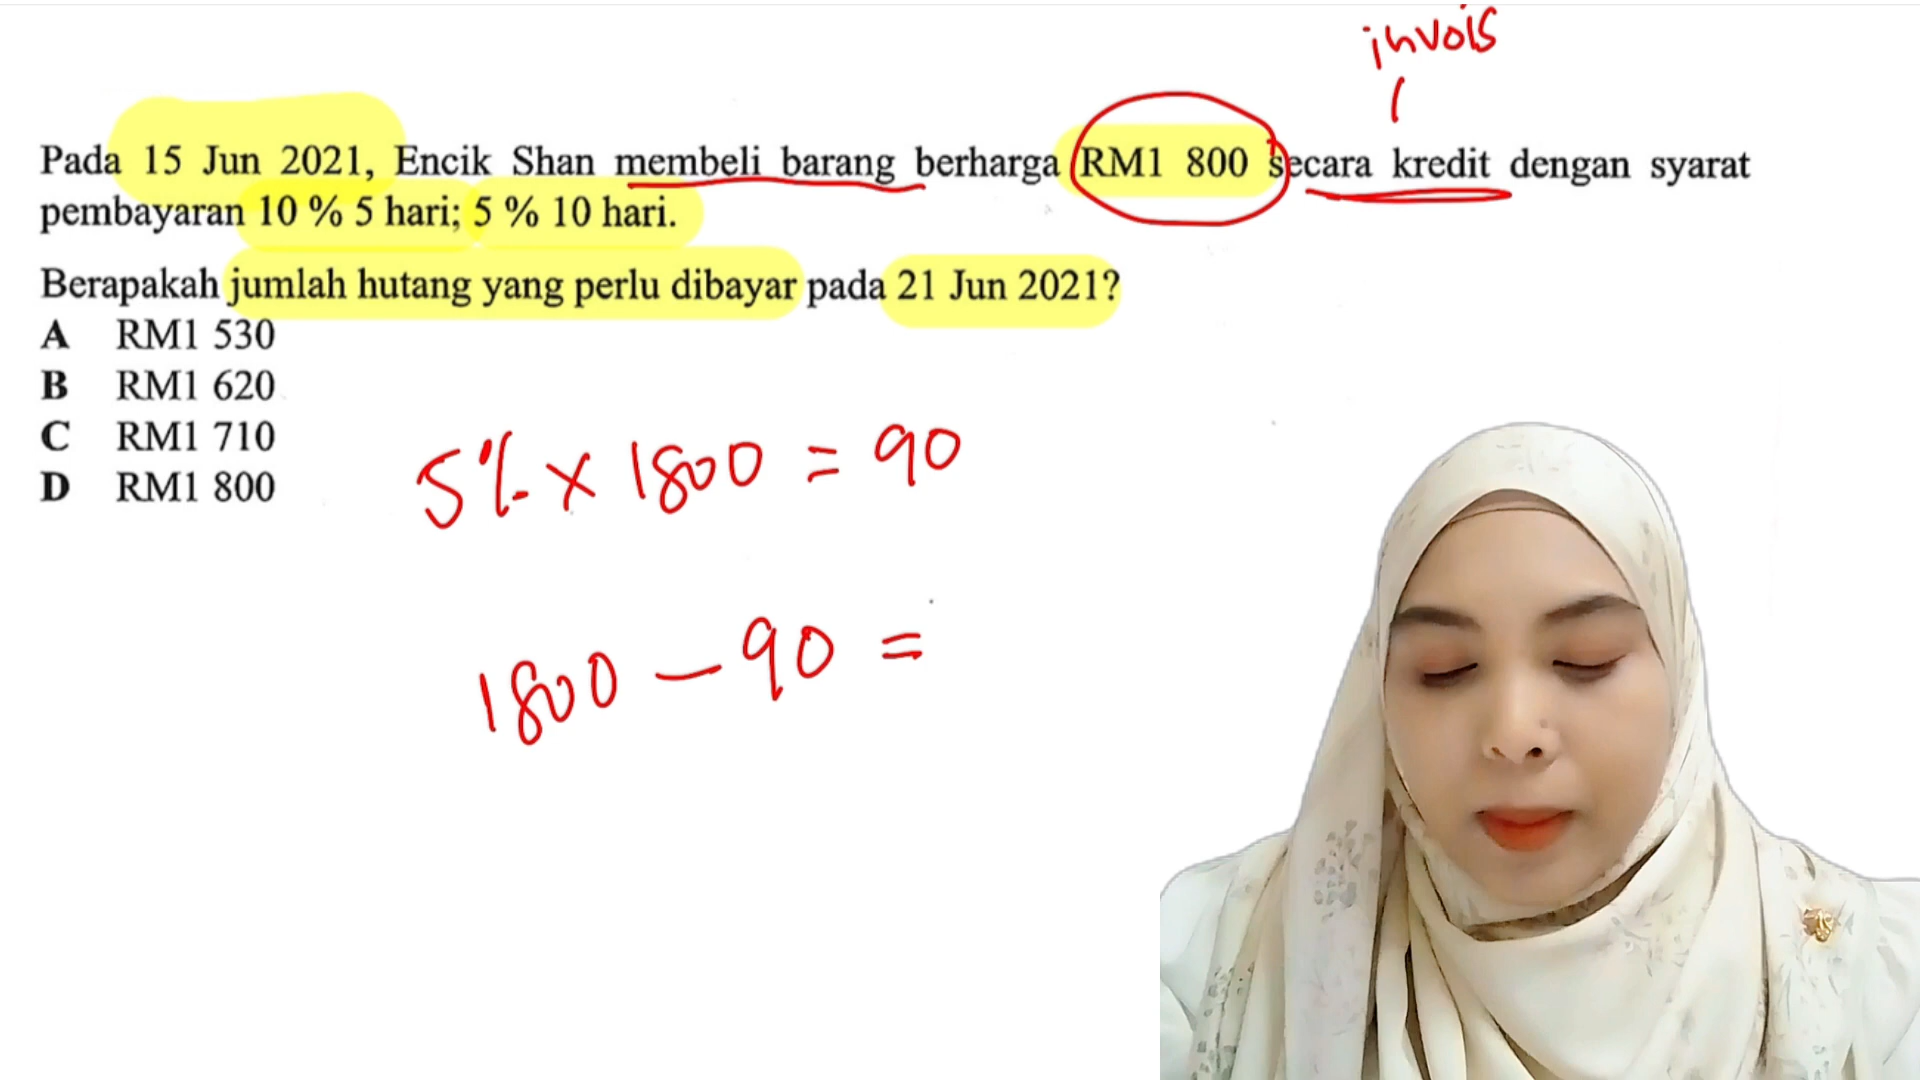 invois
Pada 15 Jun 2021, Encik Shan membeli barang berharga RM1 800 secara kredit dengan syarat
pembayaran 10 % 5 hari; 5 % 10 hari.
Berapakah jumlah hutang yang perlu dibayar pada 21 Jun 2021?
A RM1 530
B RM1 620
C RM1 710
D RM1 800
5% x 1800 = 90
1800 - 90 =